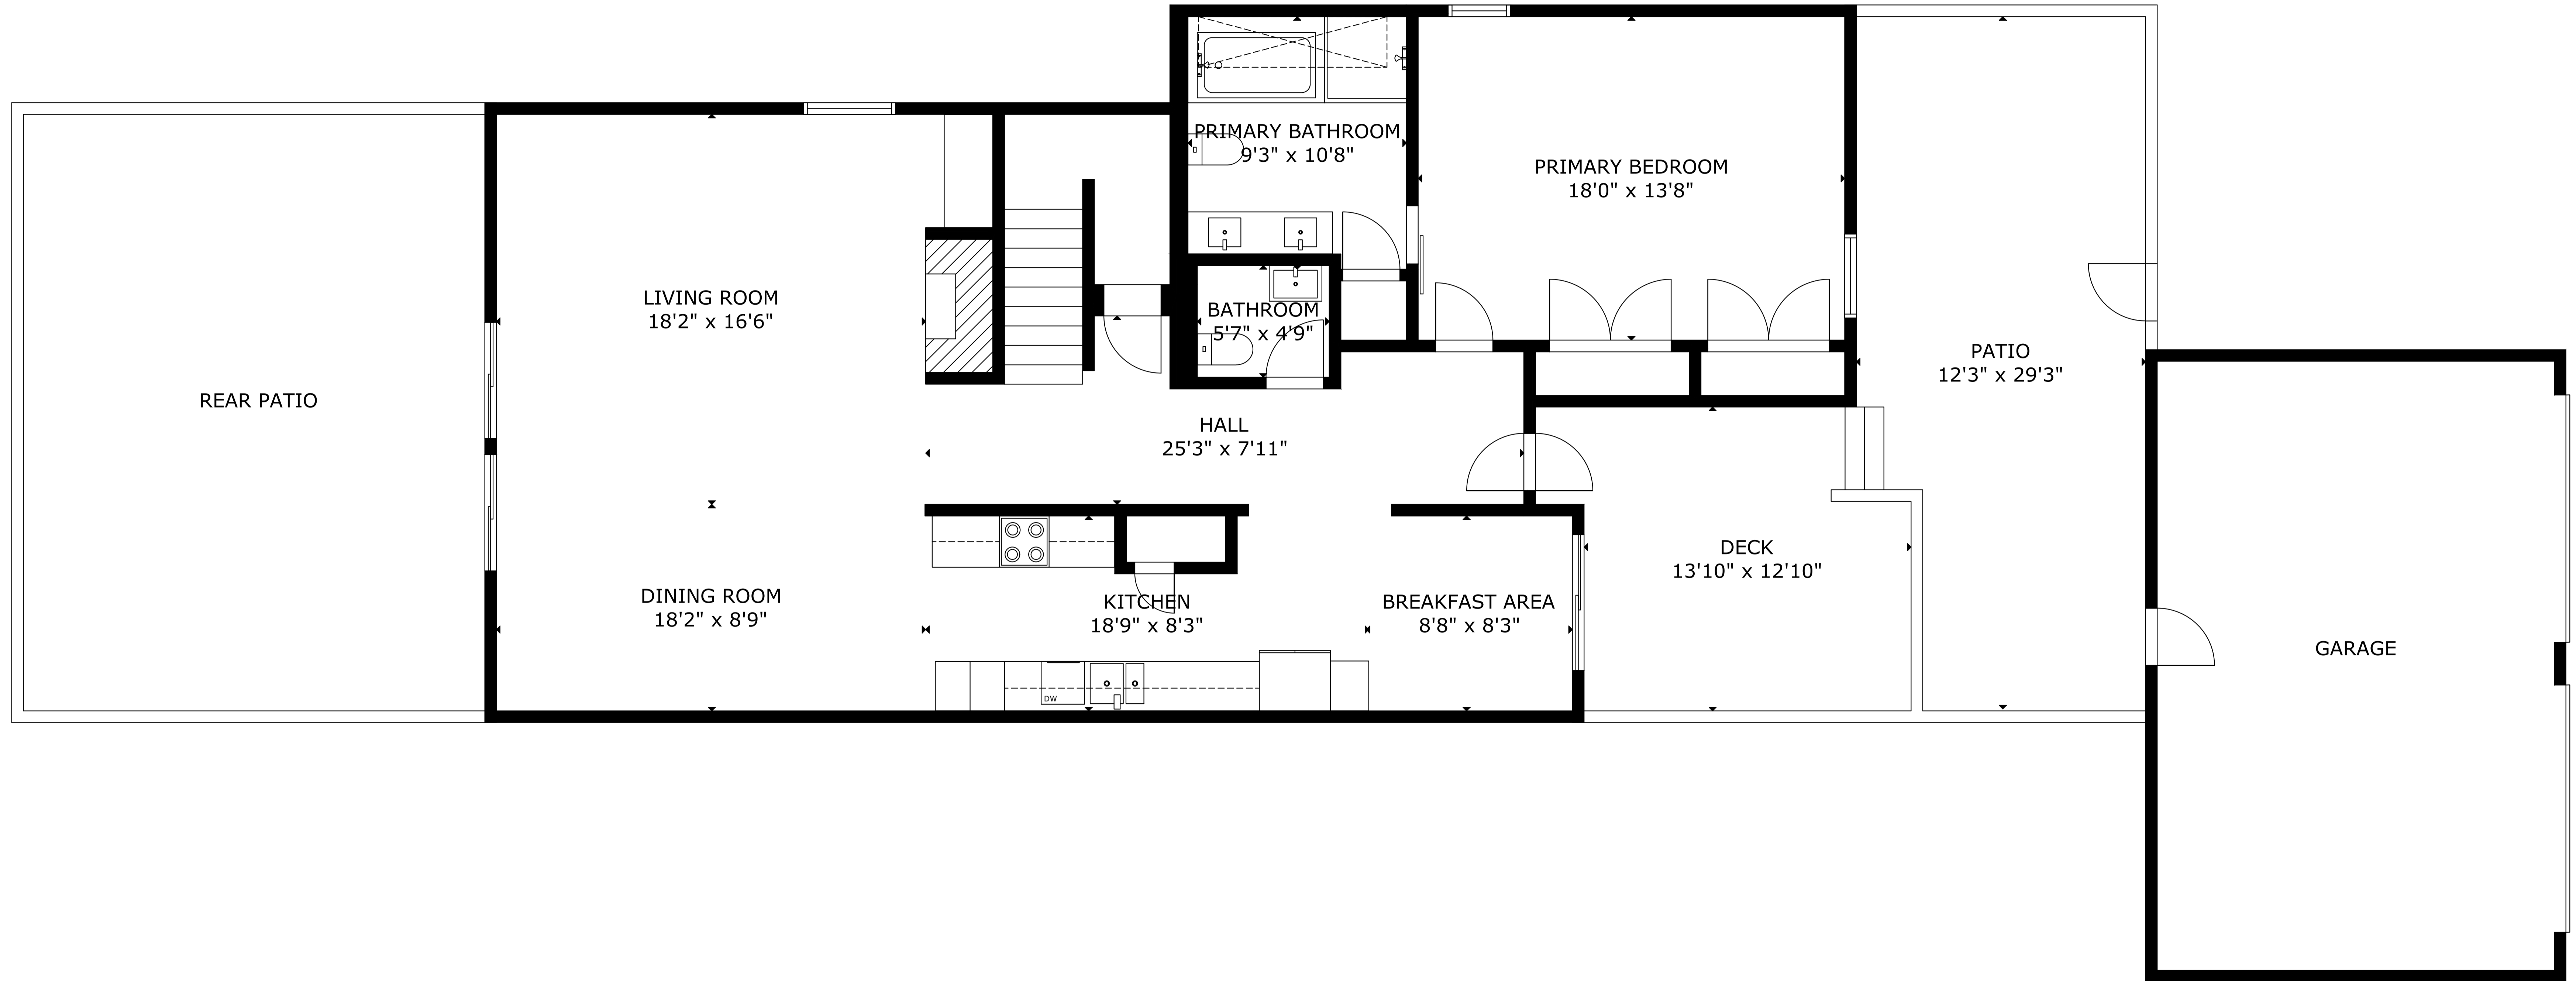 PRIMARY BATHROOM
9'3" x 10'8"
PRIMARY BEDROOM
18'0" x 13'8"
LIVING ROOM
18'2" x 16'6"
BATHROOM
5'7" x 4'9"
PATIO
12'3" x 29'3"
REAR PATIO
HALL
25'3" x 7'11"
DECK
13'10" x 12'10"
DINING ROOM
18'2" x 8'9"
KITCHEN
18'9" x 8'3"
BREAKFAST AREA
8'8" x 8'3"
GARAGE
DW